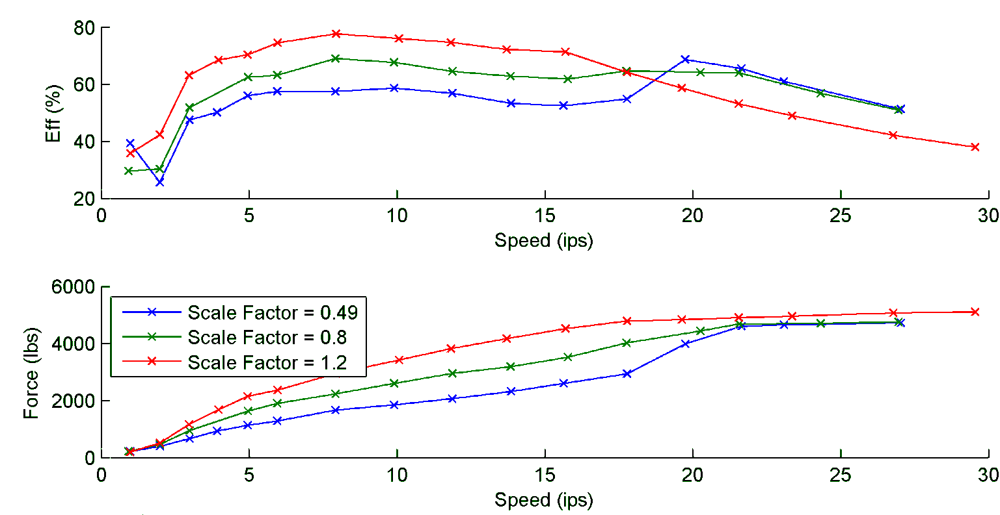 80
60
40
20
Eff (%)
0 5 10 15 20 25 30
Speed (ips)
6000
4000
2000
0
Force (lbs)
Scale Factor = 0.49
Scale Factor = 0.8
Scale Factor = 1.2
0 5 10 15 20 25 30
Speed (ips)